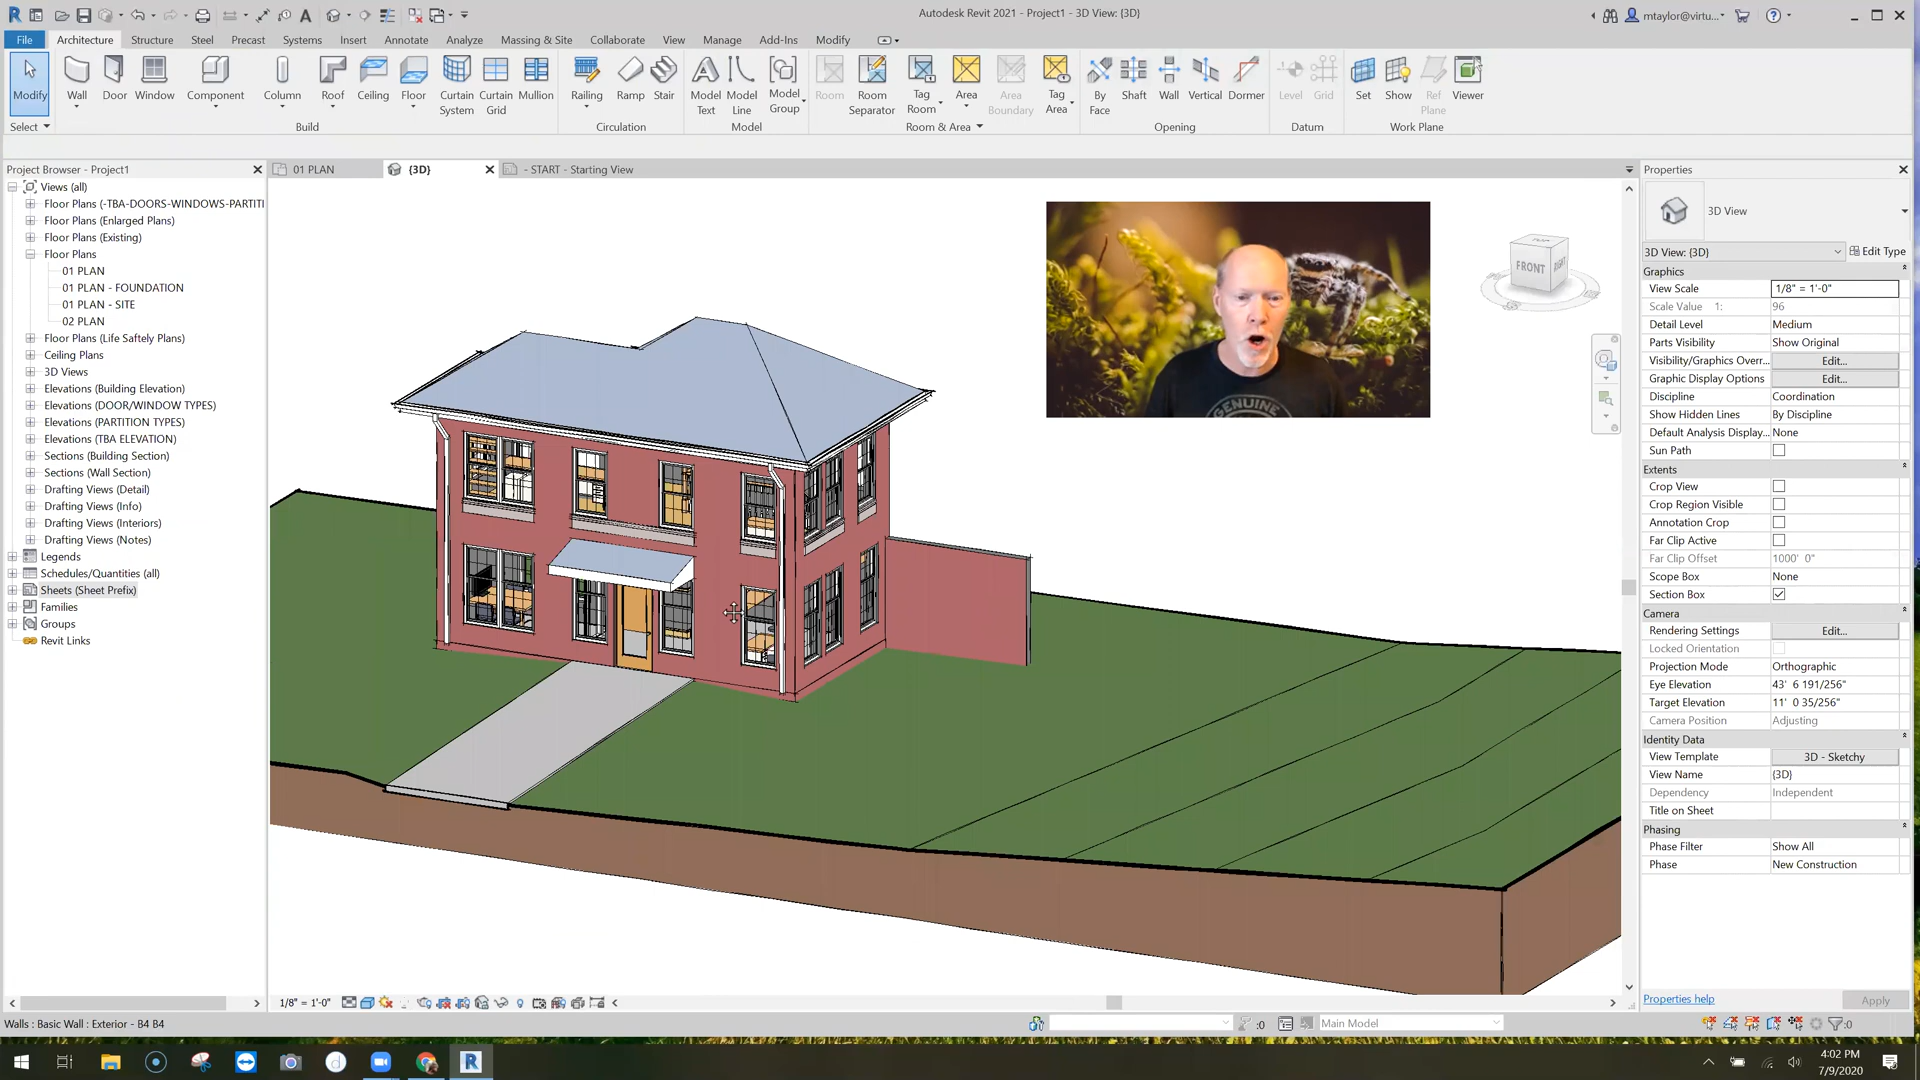 Autodesk Revit 2021 - Project1 - 3D View: {3D}
mtaylor@virtu...
File Architecture Structure Steel Precast Systems Insert Annotate Analyze Massing & Site Collaborate View Manage Add-Ins Modify
Modify Wall Door Window Component Column Roof Ceiling Floor Curtain System Curtain Grid Mullion Railing Ramp Stair Model Text Model Line Model Group Room Room Separator Tag Room Area Area Boundary Tag Area By Face Shaft Wall Vertical Dormer Level Grid Set Show Ref Plane Viewer
Select Build Circulation Model Room & Area Opening Datum Work Plane
Project Browser - Project1
01 PLAN {3D} - START - Starting View
Views (all)
Floor Plans (-TBA-DOORS-WINDOWS-PARTITI
Floor Plans (Enlarged Plans)
Floor Plans (Existing)
Floor Plans
01 PLAN
01 PLAN - FOUNDATION
01 PLAN - SITE
02 PLAN
Floor Plans (Life Saftely Plans)
Ceiling Plans
3D Views
Elevations (Building Elevation)
Elevations (DOOR/WINDOW TYPES)
Elevations (PARTITION TYPES)
Elevations (TBA ELEVATION)
Sections (Building Section)
Sections (Wall Section)
Drafting Views (Detail)
Drafting Views (Info)
Drafting Views (Interiors)
Drafting Views (Notes)
Legends
Schedules/Quantities (all)
Sheets (Sheet Prefix)
Families
Groups
Revit Links
TOP
FRONT
RIGHT
GENUINE
Properties
3D View
3D View: {3D} Edit Type
Graphics
View Scale 1/8" = 1'-0"
Scale Value 1: 96
Detail Level Medium
Parts Visibility Show Original
Visibility/Graphics Overr... Edit...
Graphic Display Options Edit...
Discipline Coordination
Show Hidden Lines By Discipline
Default Analysis Display... None
Sun Path
Extents
Crop View
Crop Region Visible
Annotation Crop
Far Clip Active
Far Clip Offset 1000' 0"
Scope Box None
Section Box
Camera
Rendering Settings Edit...
Locked Orientation
Projection Mode Orthographic
Eye Elevation 43' 6 191/256"
Target Elevation 11' 0 35/256"
Camera Position Adjusting
Identity Data
View Template 3D - Sketchy
View Name {3D}
Dependency Independent
Title on Sheet
Phasing
Phase Filter Show All
Phase New Construction
Properties help Apply
1/8" = 1'-0"
Walls : Basic Wall : Exterior - B4 B4
:0 Main Model :0
4:02 PM
7/9/2020